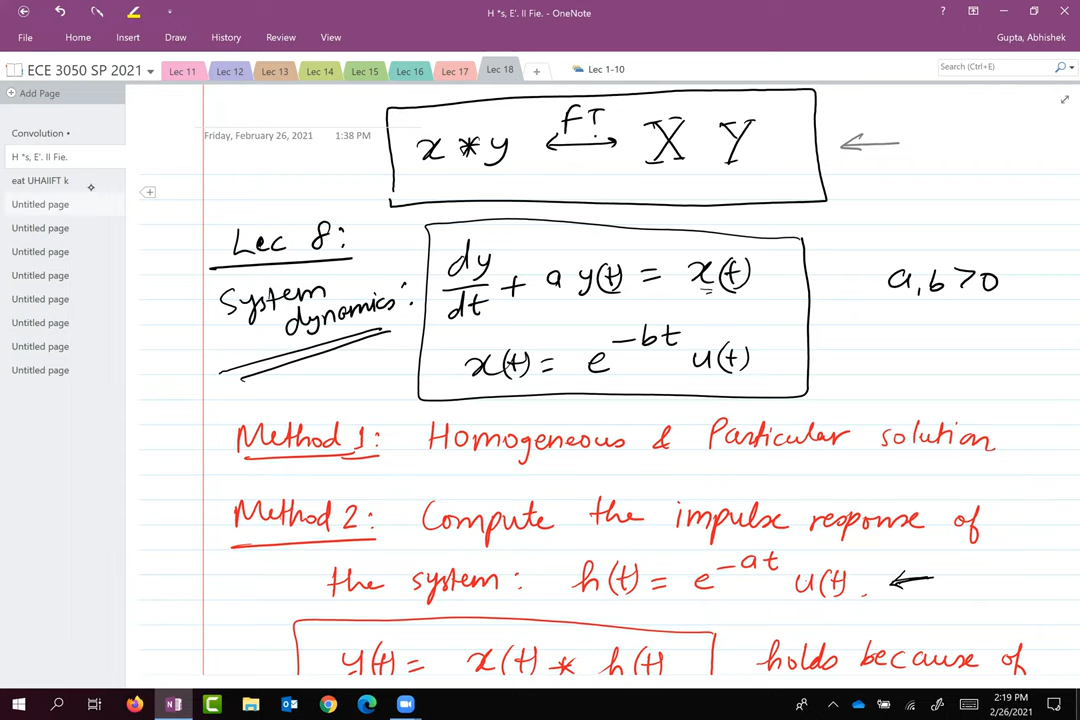 H *s, E'. II Fie. - OneNote
File Home Insert Draw History Review View
Gupta, Abhishek
ECE 3050 SP 2021
Lec 11 Lec 12 Lec 13 Lec 14 Lec 15 Lec 16 Lec 17 Lec 18 Lec 1-10
Search (Ctrl+E)
Add Page
Convolution •
H *s, E'. II Fie.
eat UHAIIFT k
Untitled page
Untitled page
Untitled page
Untitled page
Untitled page
Untitled page
Untitled page
Untitled page
Friday, February 26, 2021 1:38 PM
x * y ⟷ X Y
FT
Lec 8:
System dynamics:
dy/dt + a y(t) = x(t)
a, b > 0
x(t) = e^{-bt} u(t)
Method 1: Homogeneous & Particular solution
Method 2: Compute the impulse response of
the system: h(t) = e^{-at} u(t). ←
y(t) = x(t) * h(t) holds because of
2:19 PM
2/26/2021